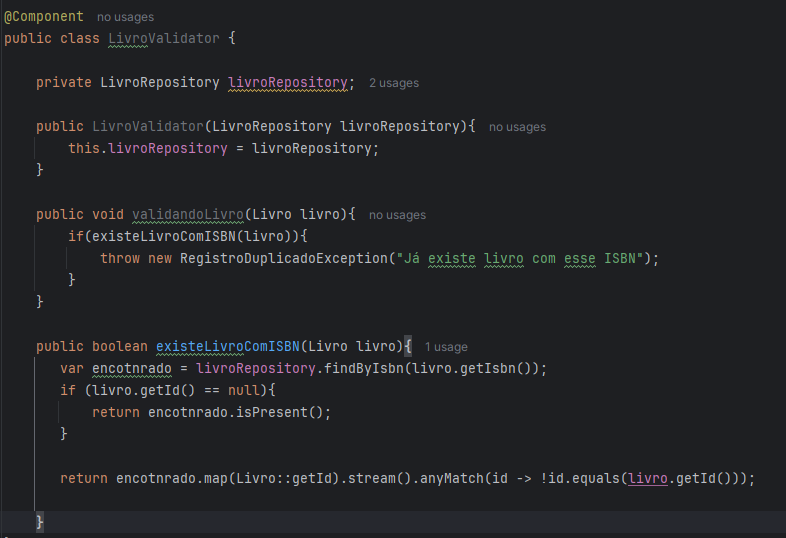 @Component no usages
public class LivroValidator {
private LivroRepository livroRepository; 2 usages
public LivroValidator(LivroRepository livroRepository){ no usages
this.livroRepository = livroRepository;
}
public void validandoLivro(Livro livro){ no usages
if(existeLivroComISBN(livro)){
throw new RegistroDuplicadoException("Já existe livro com esse ISBN");
}
}
public boolean existeLivroComISBN(Livro livro){ 1 usage
var encotnrado = livroRepository.findByIsbn(livro.getIsbn());
if (livro.getId() == null){
return encotnrado.isPresent();
}
return encotnrado.map(Livro::getId).stream().anyMatch(id -> !id.equals(livro.getId()));
}